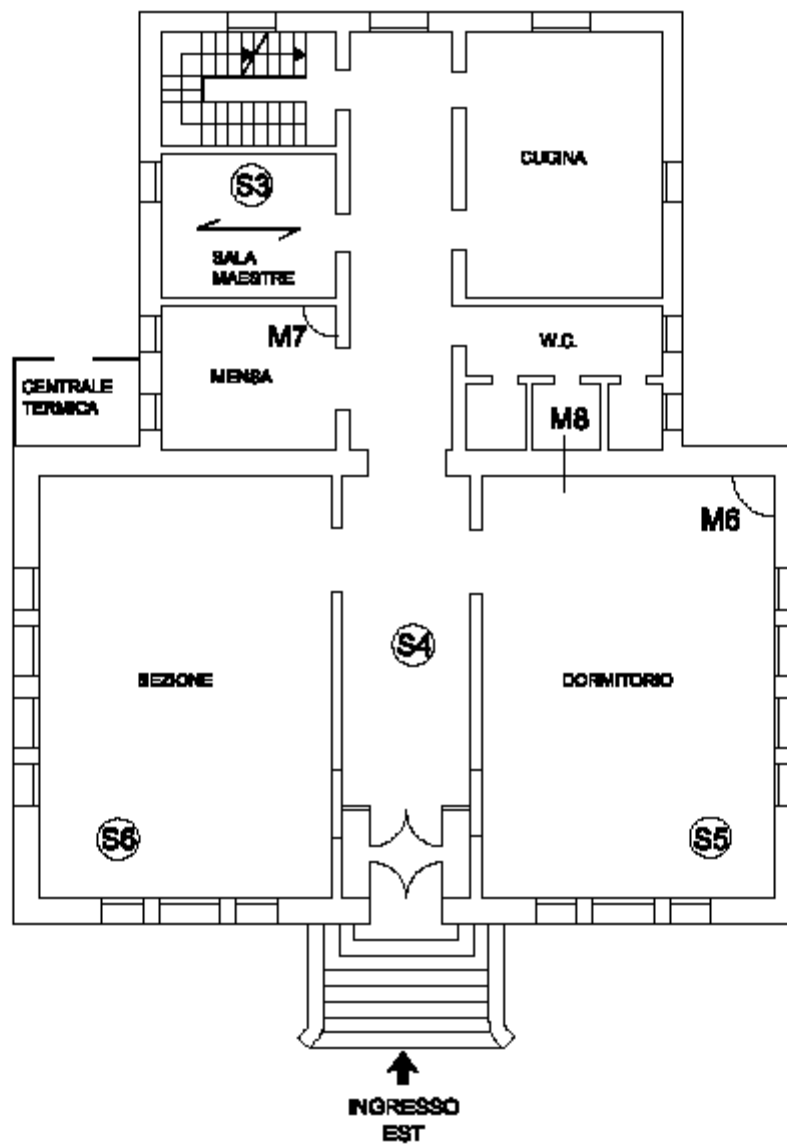 CUCINA
S3
SALA
MAESTRE
M7
W.C.
MENSA
CENTRALE
TERMICA
M8
M6
S4
SEZIONE
DORMITORIO
S6
S5
INGRESSO
EST